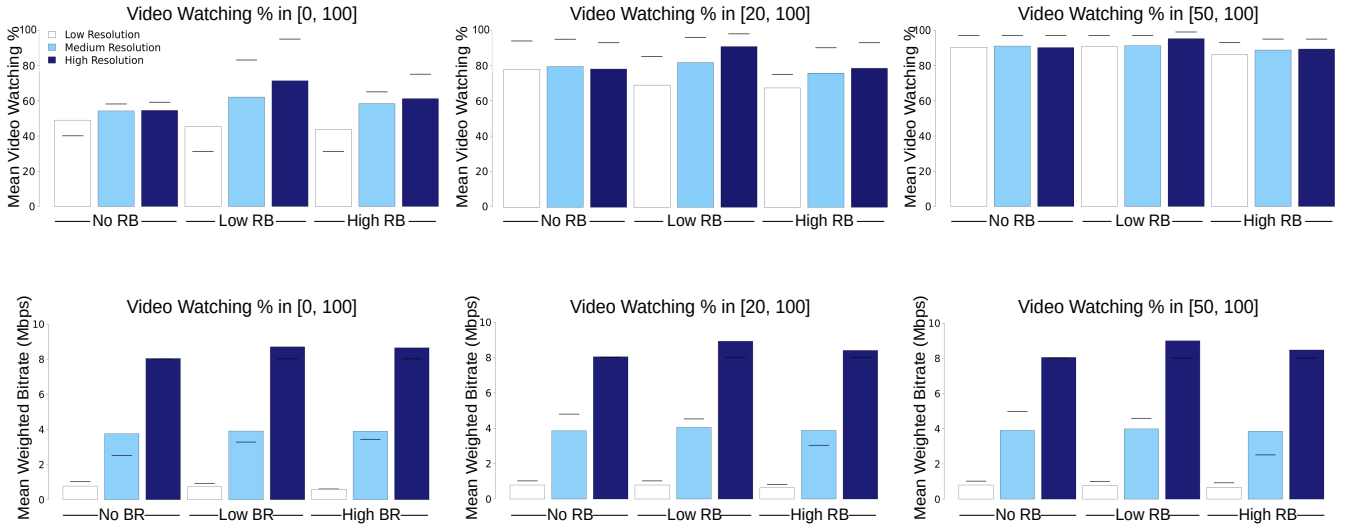 Video Watching % in [0, 100]
Mean Video Watching %
100
80
60
40
20
0
Low Resolution
Medium Resolution
High Resolution
No RB
Low RB
High RB
Video Watching % in [20, 100]
Mean Video Watching %
100
80
60
40
20
0
No RB
Low RB
High RB
Video Watching % in [50, 100]
Mean Video Watching %
100
80
60
40
20
0
No RB
Low RB
High RB
Video Watching % in [0, 100]
Mean Weighted Bitrate (Mbps)
10
8
6
4
2
0
No BR
Low BR
High BR
Video Watching % in [20, 100]
Mean Weighted Bitrate (Mbps)
10
8
6
4
2
0
No RB
Low RB
High RB
Video Watching % in [50, 100]
Mean Weighted Bitrate (Mbps)
10
8
6
4
2
0
No RB
Low RB
High RB